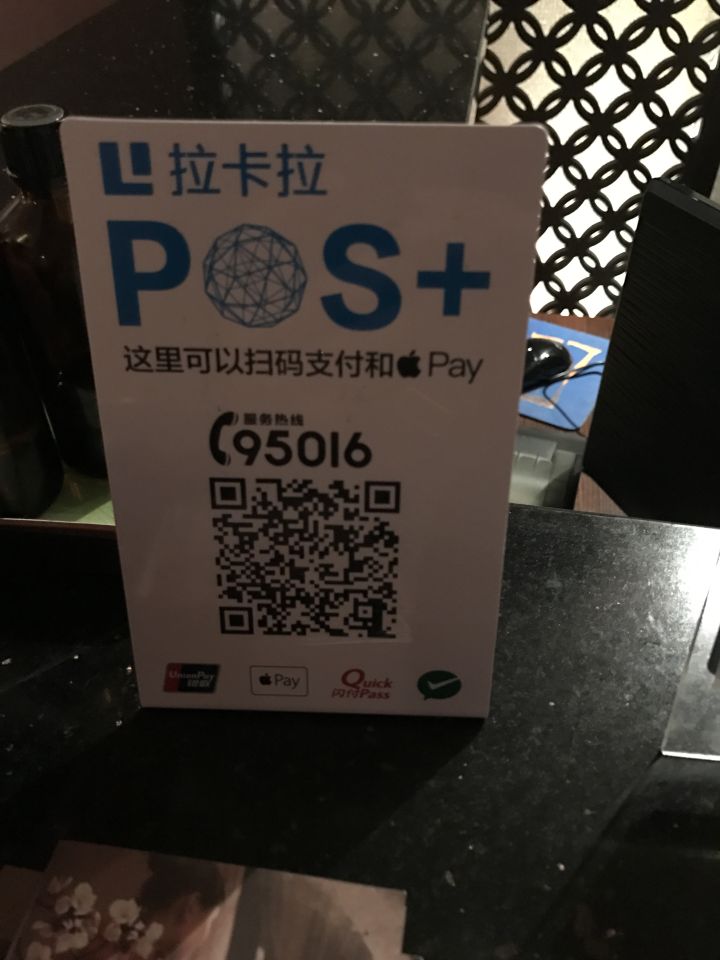 拉卡拉
POS+
这里可以扫码支付和 Pay
服务热线
95016
UnionPay
银联
Pay
Quick
闪付Pass